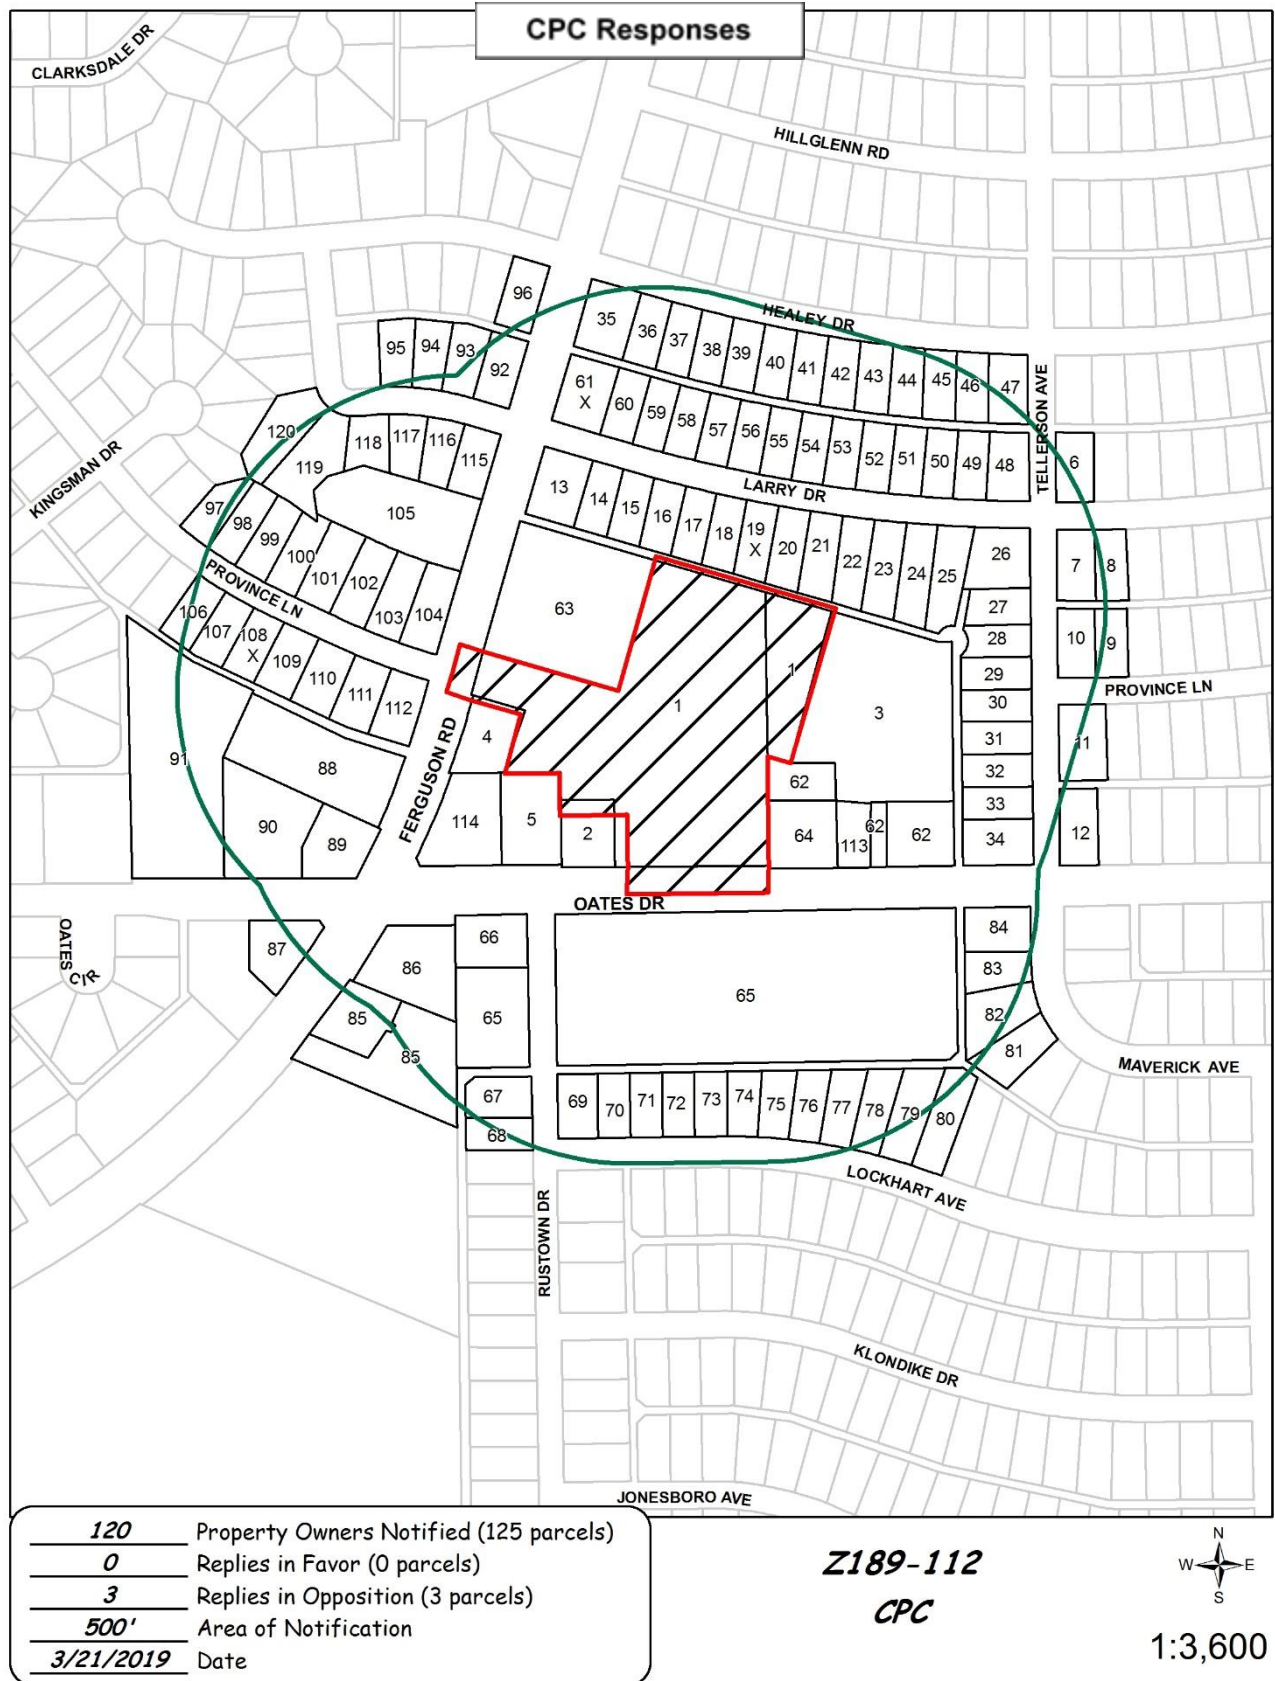 CPC Responses
CLARKSDALE DR
HILLGLENN RD
96
HEALEY DR
35 36 37 38 39 40 41 42 43 44 45 46 47
95 94 93 92
61 X 60 59 58 57 56 55 54 53 52 51 50 49 48
TELLERSON AVE
120 119 118 117 116 115
6
KINGSMAN DR
LARRY DR
13 14 15 16 17 18 19 X 20 21 22 23 24 25 26
97 98 99 100 101 102 103 104
105
7 8
PROVINCE LN
63
27
106 107 108 X 109 110 111 112
28
10 9
29
PROVINCE LN
30
1
1
3
31
11
4
FERGUSON RD
91
88
32
62
33
90
89
114
5
2
64
113
62
62
34
12
OATES DR
OATES CIR
87
86
66
84
83
85
65
65
82
81
85
MAVERICK AVE
67
68
69 70 71 72 73 74 75 76 77 78 79 80
LOCKHART AVE
RUSTOWN DR
KLONDIKE DR
JONESBORO AVE
120 Property Owners Notified (125 parcels)
0 Replies in Favor (0 parcels)
3 Replies in Opposition (3 parcels)
500' Area of Notification
3/21/2019 Date
Z189-112
CPC
N
W E
S
1:3,600